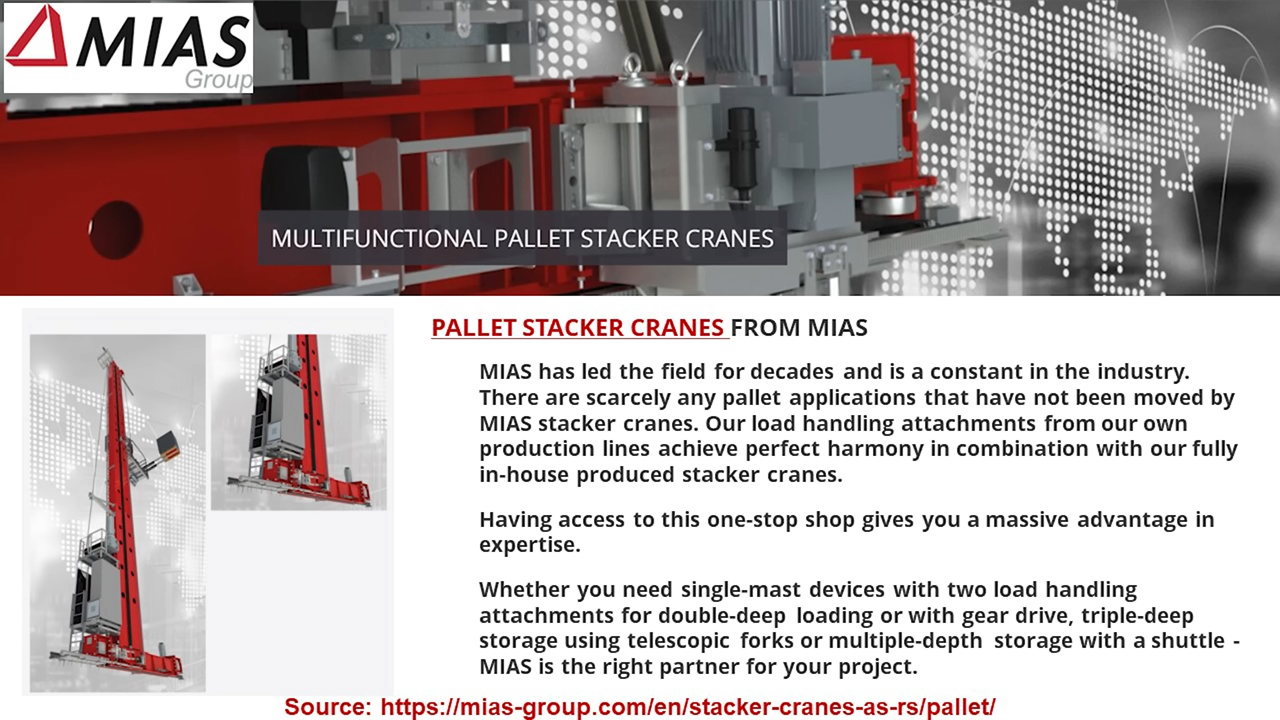 MIAS
Group
MULTIFUNCTIONAL PALLET STACKER CRANES
PALLET STACKER CRANES FROM MIAS
MIAS has led the field for decades and is a constant in the industry.
There are scarcely any pallet applications that have not been moved by
MIAS stacker cranes. Our load handling attachments from our own
production lines achieve perfect harmony in combination with our fully
in-house produced stacker cranes.
Having access to this one-stop shop gives you a massive advantage in
expertise.
Whether you need single-mast devices with two load handling
attachments for double-deep loading or with gear drive, triple-deep
storage using telescopic forks or multiple-depth storage with a shuttle -
MIAS is the right partner for your project.
Source: https://mias-group.com/en/stacker-cranes-as-rs/pallet/